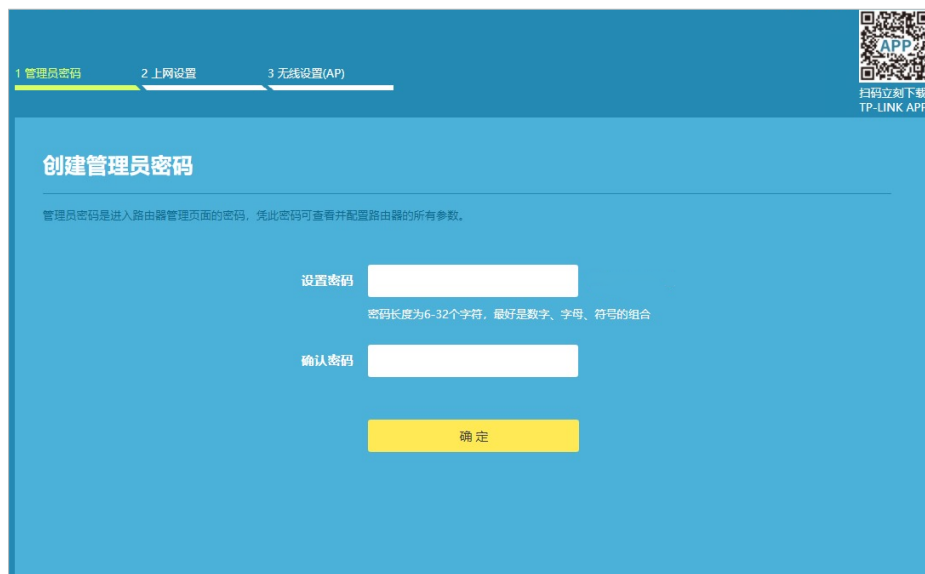 1 管理员密码
2 上网设置
3 无线设置(AP)
APP
扫码立刻下载
TP-LINK APP
创建管理员密码
管理员密码是进入路由器管理页面的密码，凭此密码可查看并配置路由器的所有参数。
设置密码
密码长度为6-32个字符，最好是数字、字母、符号的组合
确认密码
确定